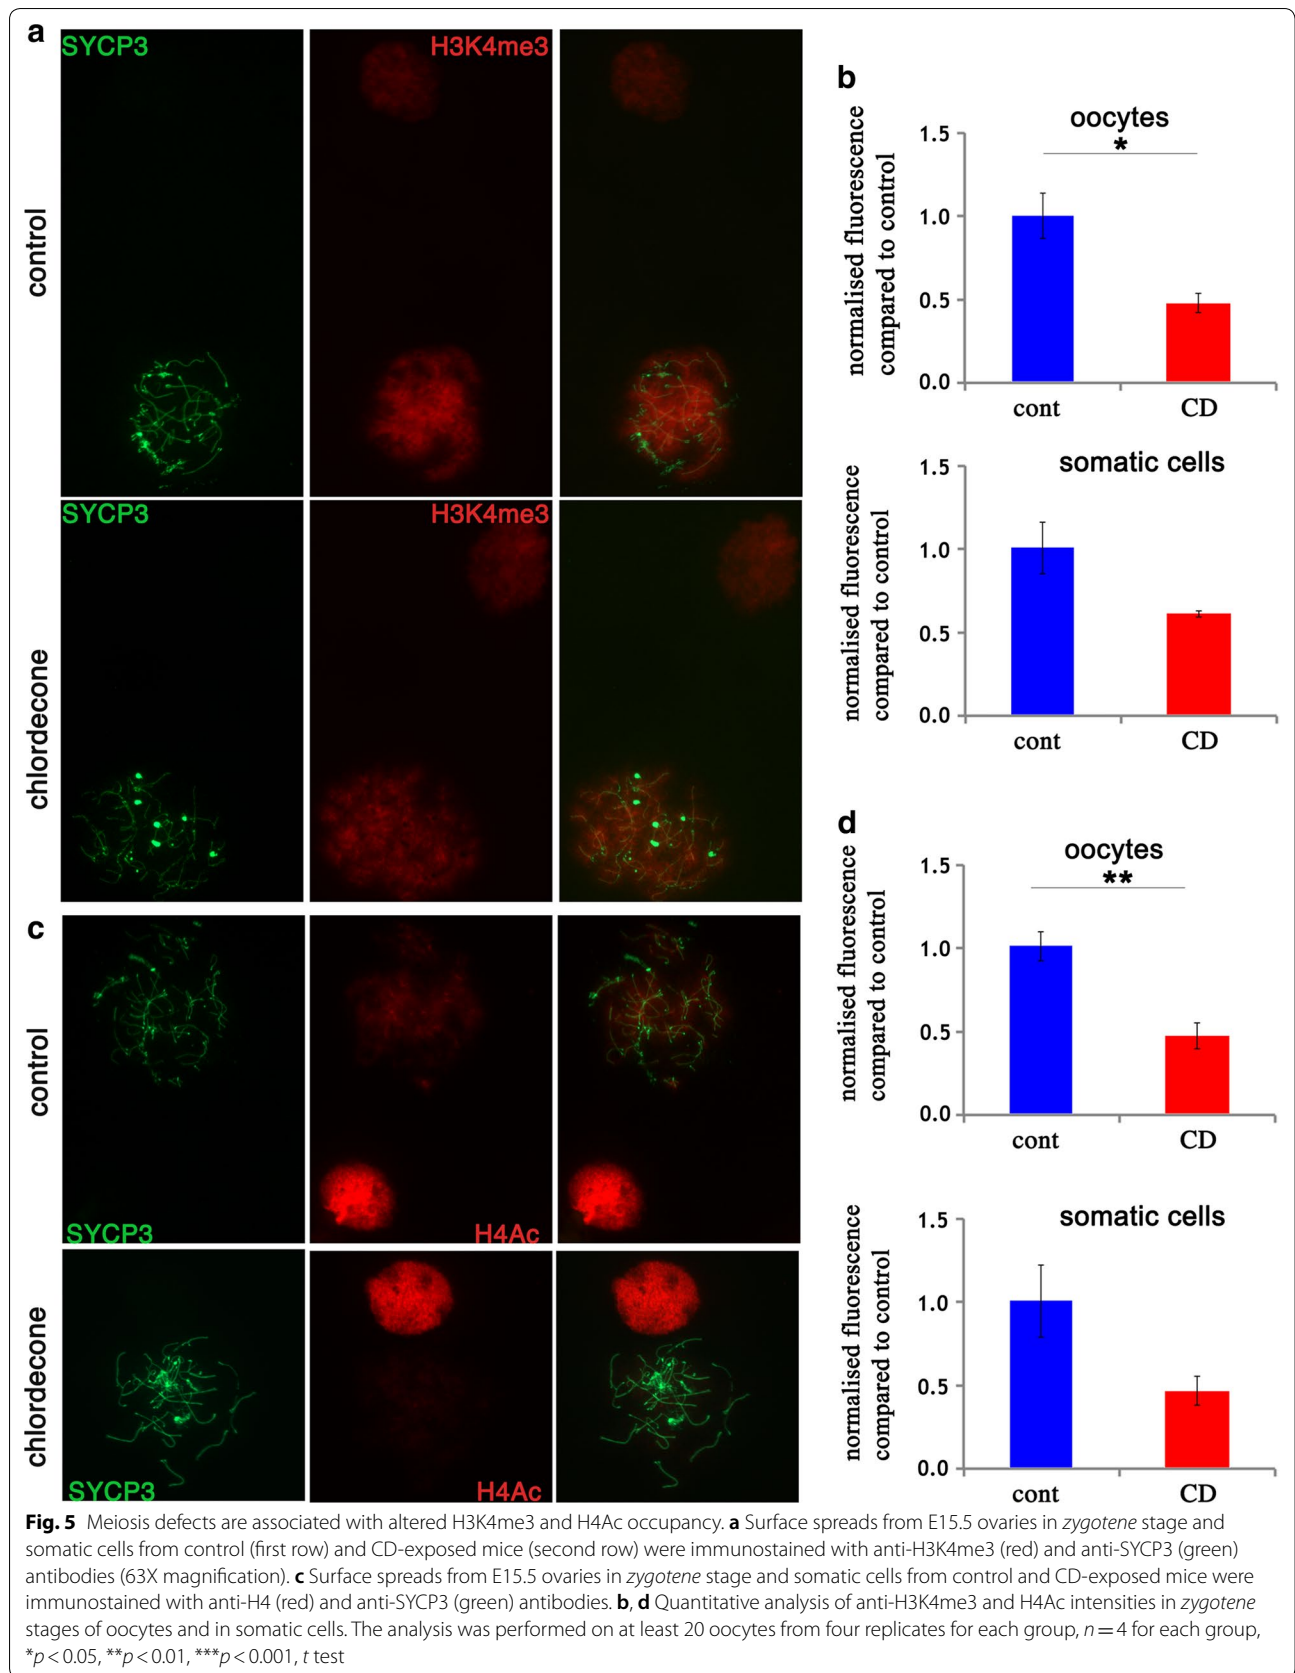 a
SYCP3
H3K4me3
control
SYCP3
H3K4me3
chlordecone
b
oocytes
*
normalised fluorescence
compared to control
1.5
1.0
0.5
0.0
cont
CD
somatic cells
normalised fluorescence
compared to control
1.5
1.0
0.5
0.0
cont
CD
c
control
SYCP3
H4Ac
chlordecone
SYCP3
H4Ac
d
oocytes
**
normalised fluorescence
compared to control
1.5
1.0
0.5
0.0
cont
CD
somatic cells
normalised fluorescence
compared to control
1.5
1.0
0.5
0.0
cont
CD
Fig. 5 Meiosis defects are associated with altered H3K4me3 and H4Ac occupancy. a Surface spreads from E15.5 ovaries in zygotene stage and
somatic cells from control (first row) and CD-exposed mice (second row) were immunostained with anti-H3K4me3 (red) and anti-SYCP3 (green)
antibodies (63X magnification). c Surface spreads from E15.5 ovaries in zygotene stage and somatic cells from control and CD-exposed mice were
immunostained with anti-H4 (red) and anti-SYCP3 (green) antibodies. b, d Quantitative analysis of anti-H3K4me3 and H4Ac intensities in zygotene
stages of oocytes and in somatic cells. The analysis was performed on at least 20 oocytes from four replicates for each group, n = 4 for each group,
*p < 0.05, **p < 0.01, ***p < 0.001, t test